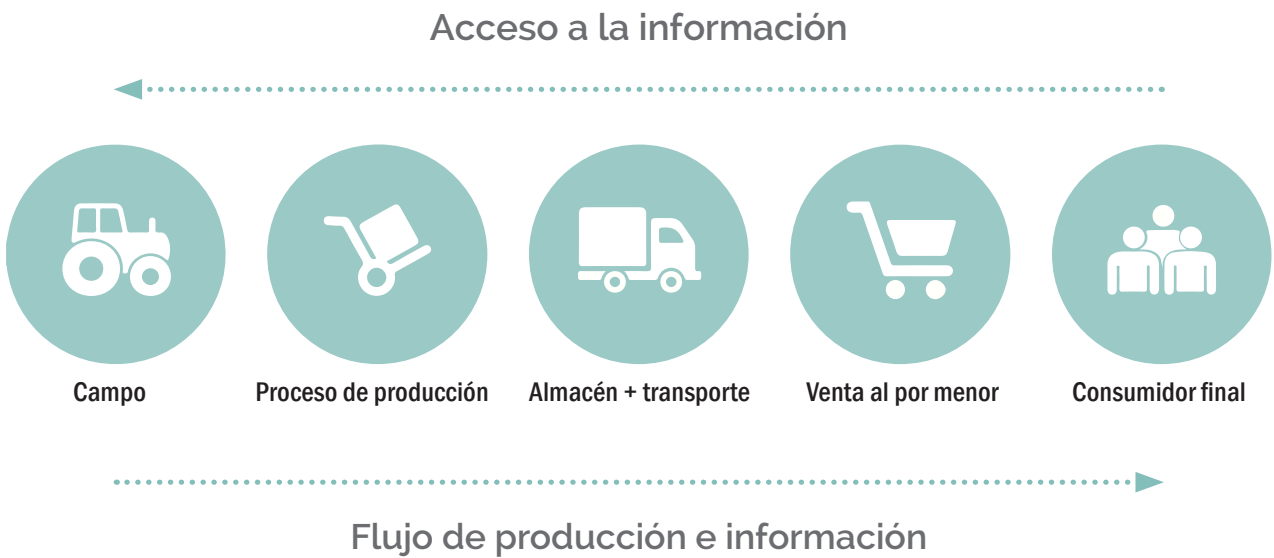 Acceso a la información
Campo
Proceso de producción
Almacén + transporte
Venta al por menor
Consumidor final
Flujo de producción e información